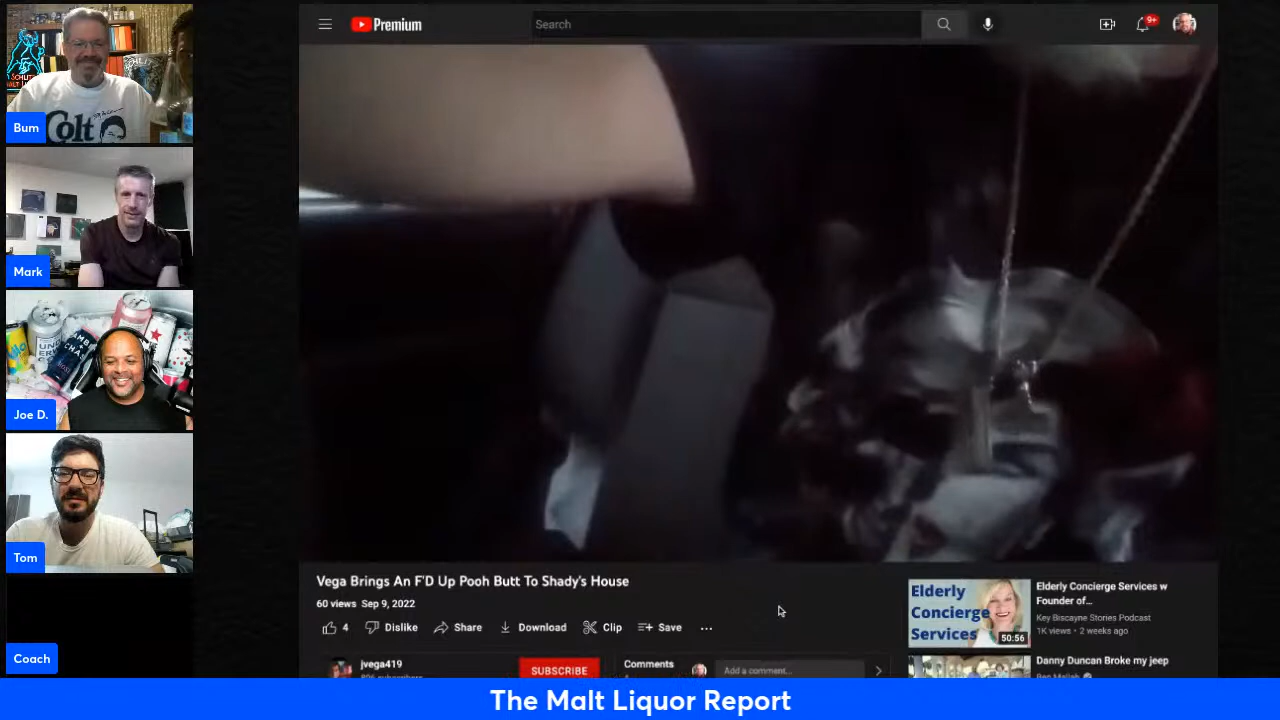 Premium
Search
9+
Colt
Bum
Mark
Joe D.
Tom
Coach
Vega Brings An F'D Up Pooh Butt To Shady's House
60 views Sep 9, 2022
4 Dislike Share Download Clip Save ...
jvega419
SUBSCRIBE
Comments
Add a comment...
Elderly
Concierge
Services
50:56
Elderly Concierge Services w
Founder of...
Key Biscayne Stories Podcast
1K views • 2 weeks ago
Danny Duncan Broke my jeep
The Malt Liquor Report